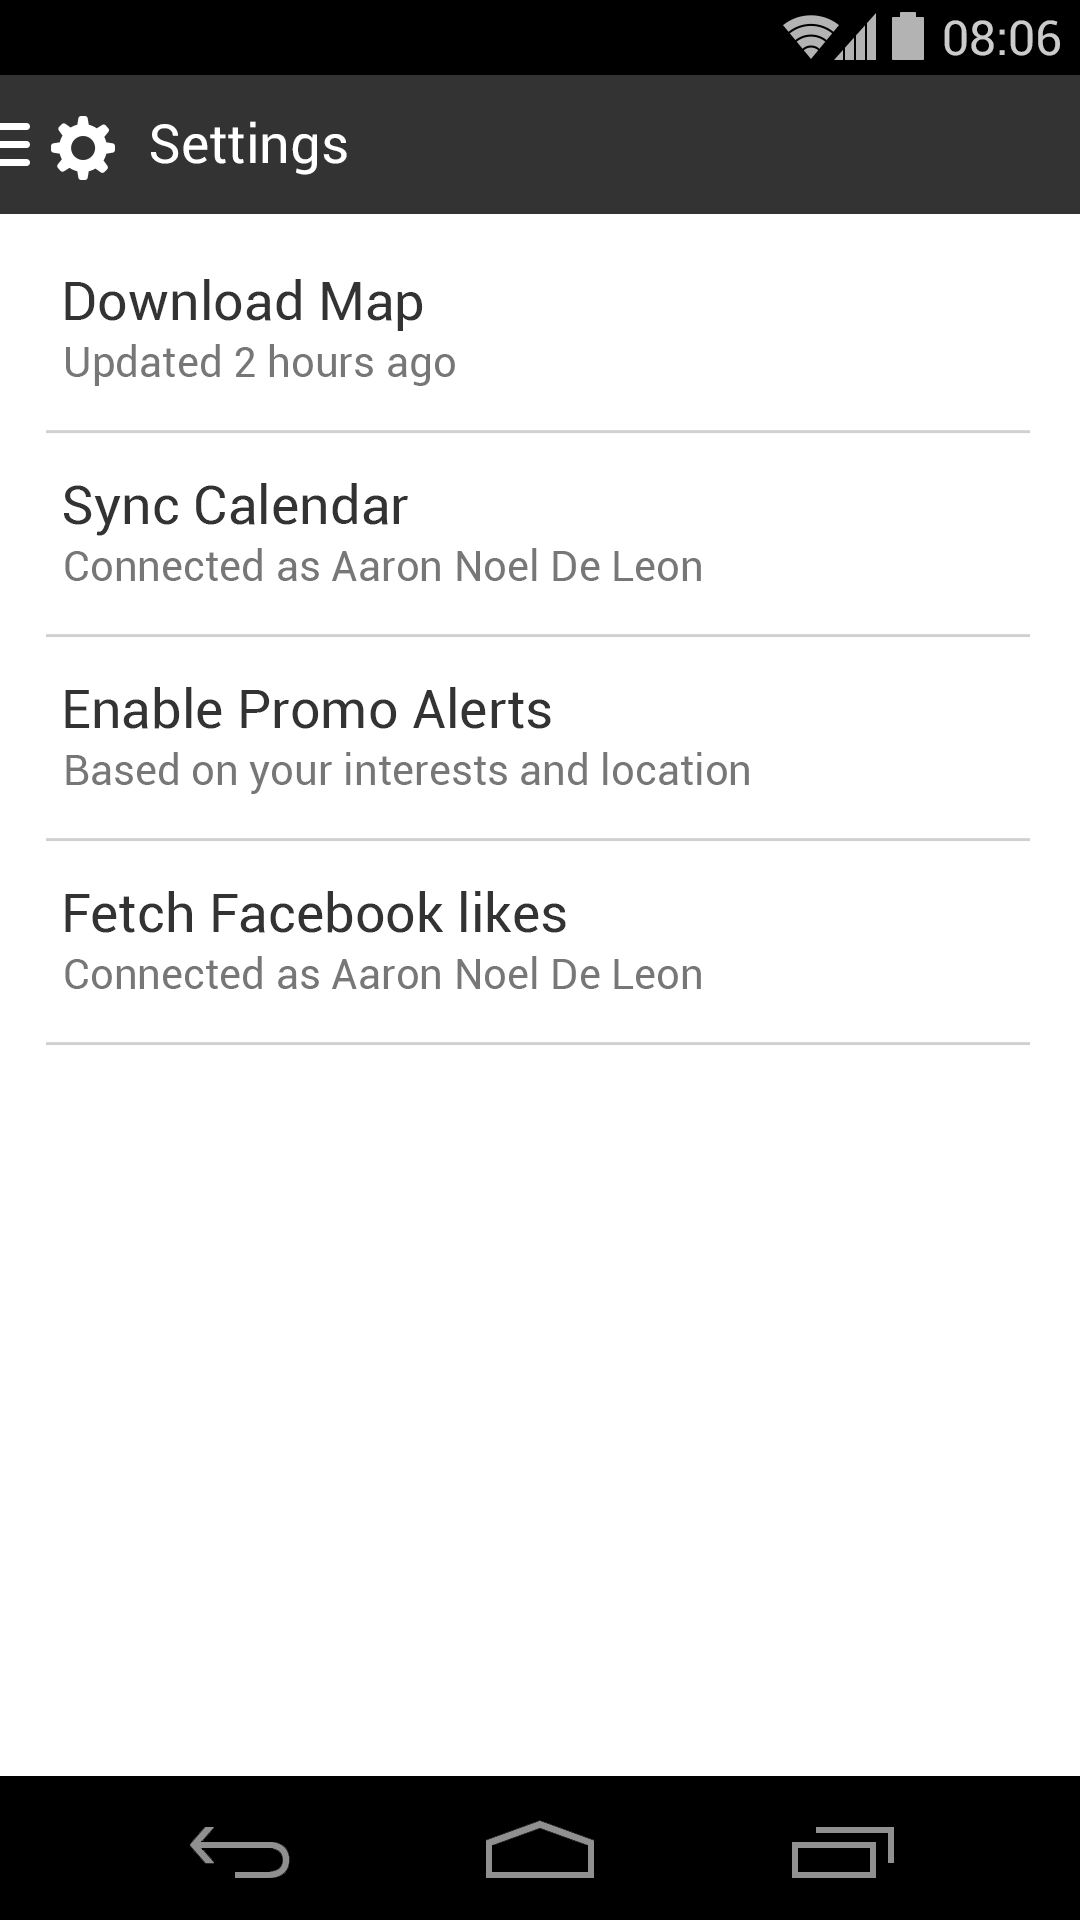 08:06
Settings
Download Map
Updated 2 hours ago
Sync Calendar
Connected as Aaron Noel De Leon
Enable Promo Alerts
Based on your interests and location
Fetch Facebook likes
Connected as Aaron Noel De Leon